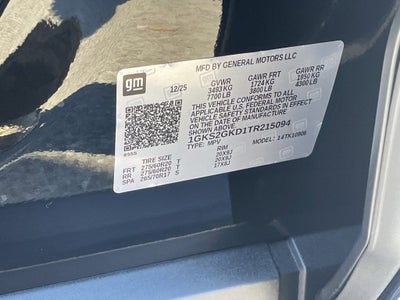 gm
MFD BY GENERAL MOTORS LLC
12/25 GVWR GAWR FRT GAWR RR
3493 KG 1724 KG 1950 KG
7700 LB 3800 LB 4300 LB
THIS VEHICLE CONFORMS TO ALL
APPLICABLE U.S. FEDERAL MOTOR
VEHICLE SAFETY STANDARDS IN
EFFECT ON THE DATE OF
MANUFACTURE SHOWN ABOVE.
1GKS2GKD1TR215094
TYPE: MPV MODEL: 14TK10906
TIRE SIZE RIM
FRT 275/60R20 T 20X9J
RR 275/60R20 T 20X9J
SPA 265/70R17 S 17X8J